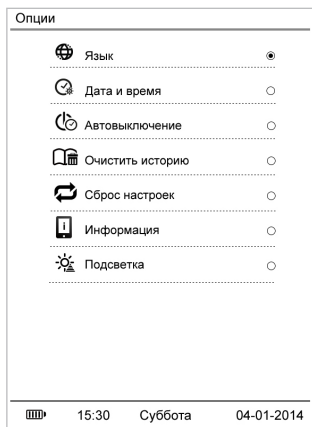 Опции
Язык
Дата и время
Автовыключение
Очистить историю
Сброс настроек
Информация
Подсветка
15:30 Суббота 04-01-2014